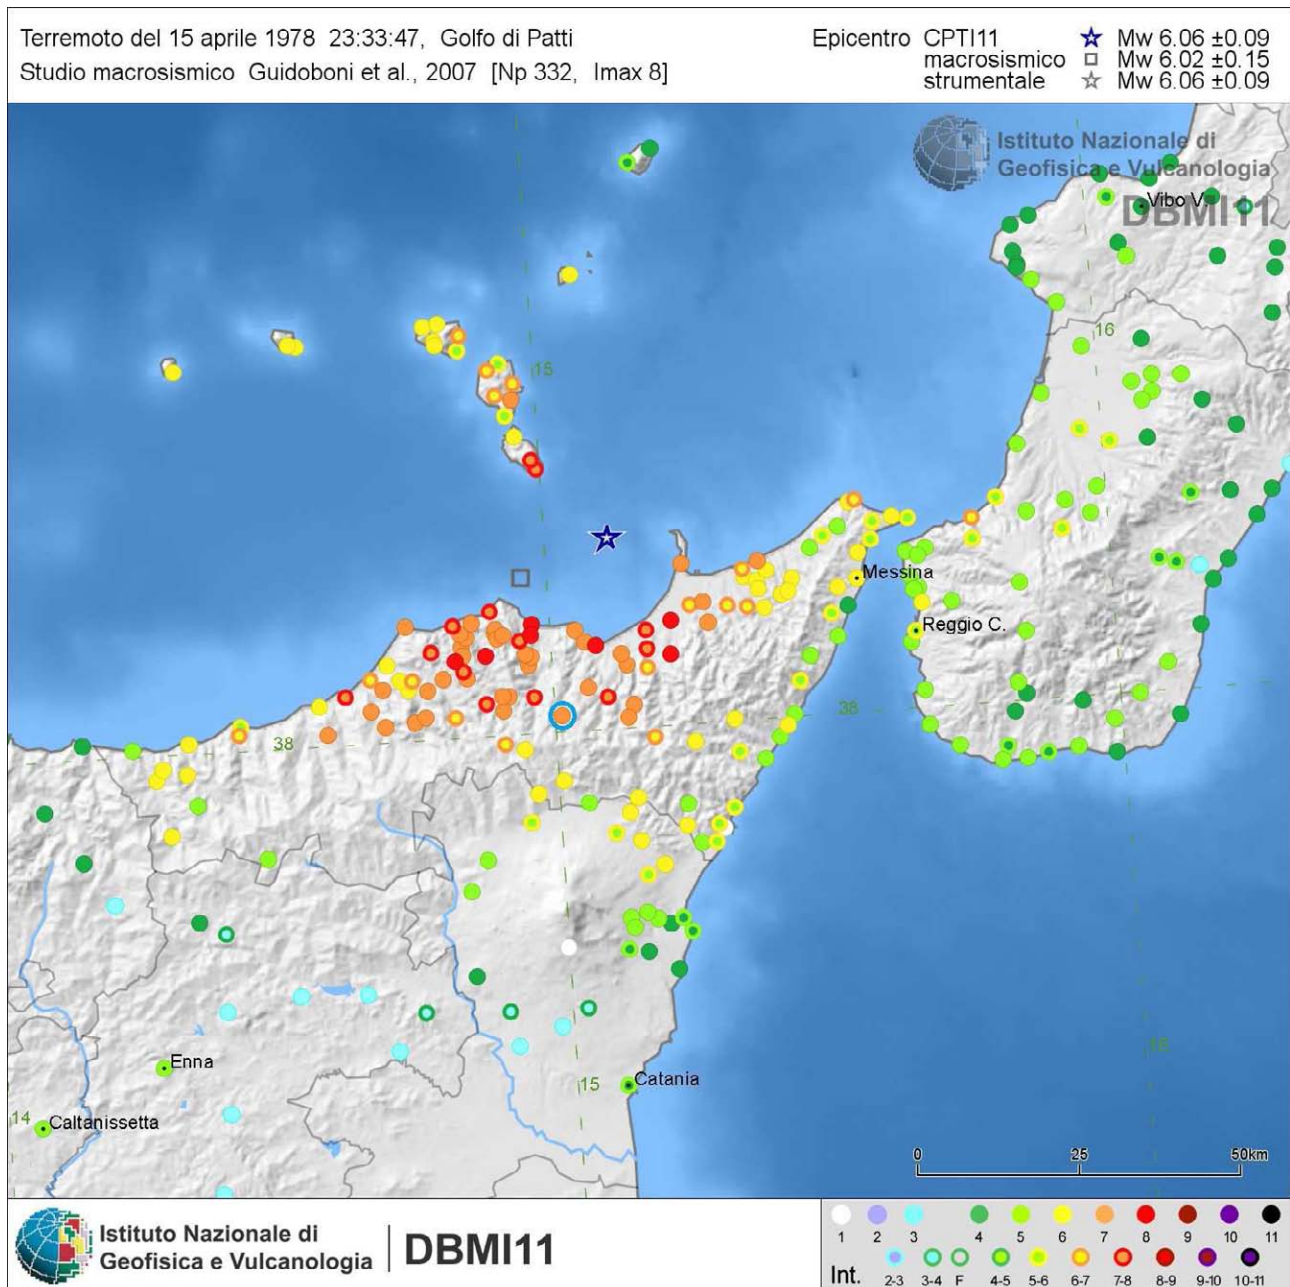 Terremoto del 15 aprile 1978  23:33:47,  Golfo di Patti
Studio macrosismico  Guidoboni et al., 2007  [Np 332,  Imax 8]
Epicentro  CPTI11  Mw 6.06 ±0.09
macrosismico  Mw 6.02 ±0.15
strumentale  Mw 6.06 ±0.09
Istituto Nazionale di
Geofisica e Vulcanologia
DBMI11
Vibo V.
16
15
Messina
Reggio C.
38
38
16
Enna
15
Catania
14
Caltanissetta
0 25 50km
Istituto Nazionale di
Geofisica e Vulcanologia
DBMI11
1 2 3 4 5 6 7 8 9 10 11
Int. 2-3 3-4 F 4-5 5-6 6-7 7-8 8-9 9-10 10-11